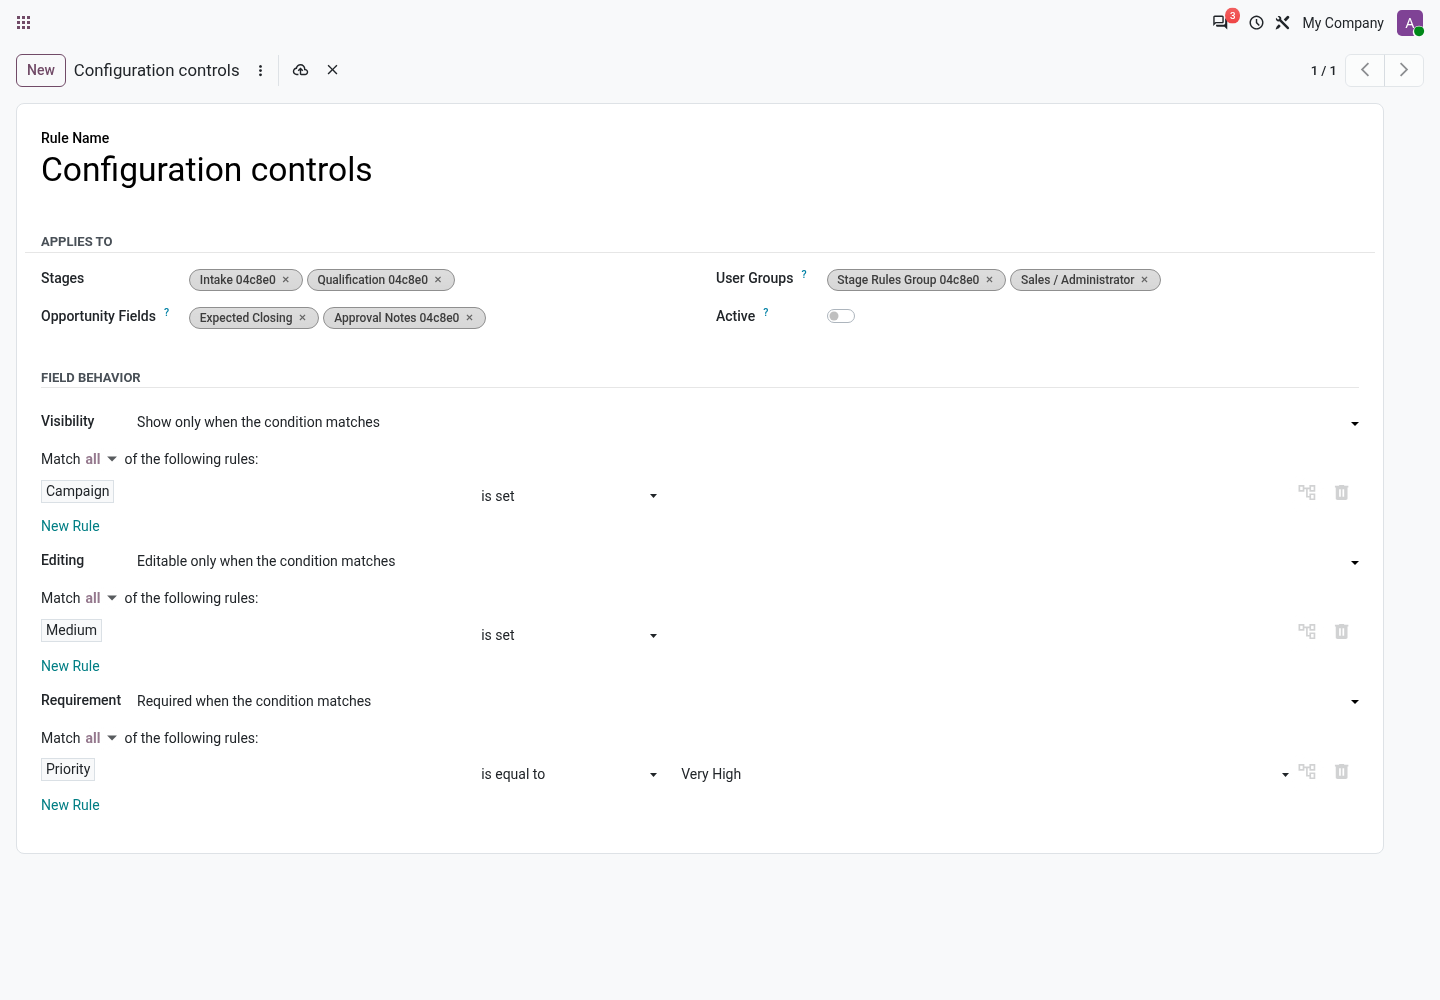 3
My Company
A
New
Configuration controls
1 / 1
Rule Name
Configuration controls
APPLIES TO
Stages
Intake 04c8e0 ×
Qualification 04c8e0 ×
User Groups ?
Stage Rules Group 04c8e0 ×
Sales / Administrator ×
Opportunity Fields ?
Expected Closing ×
Approval Notes 04c8e0 ×
Active ?
FIELD BEHAVIOR
Visibility Show only when the condition matches
Match all of the following rules:
Campaign is set
New Rule
Editing Editable only when the condition matches
Match all of the following rules:
Medium is set
New Rule
Requirement Required when the condition matches
Match all of the following rules:
Priority is equal to Very High
New Rule